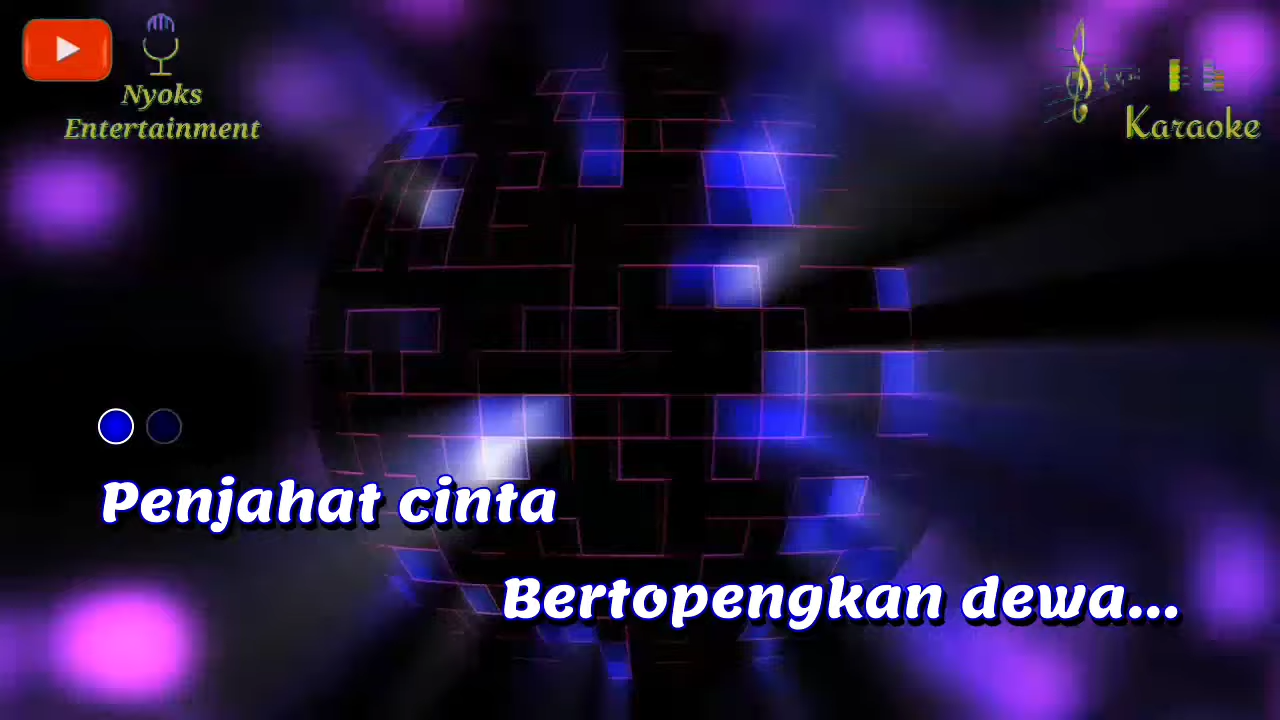 Nyoks
Entertainment
Karaoke
Penjahat cinta
Bertopengkan dewa...